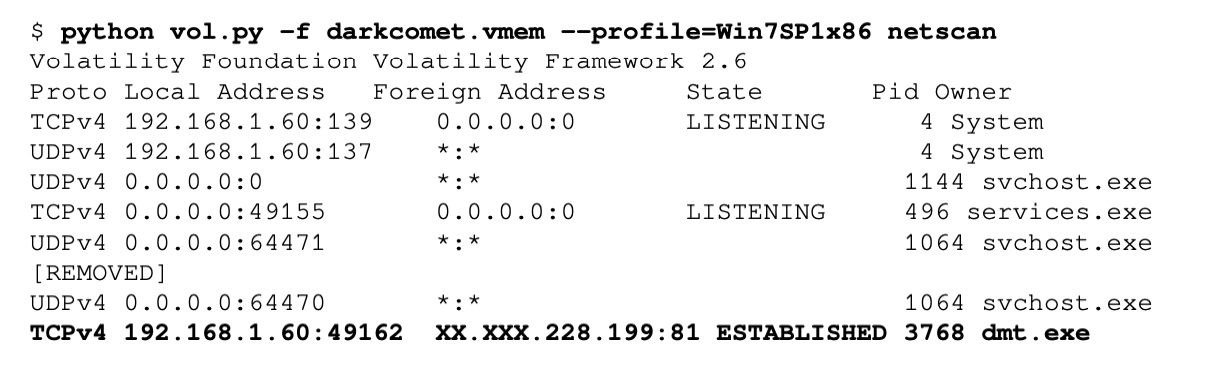 $ python vol.py -f darkcomet.vmem --profile=Win7SP1x86 netscan
Volatility Foundation Volatility Framework 2.6
Proto Local Address Foreign Address State Pid Owner
TCPv4 192.168.1.60:139 0.0.0.0:0 LISTENING 4 System
UDPv4 192.168.1.60:137 *:* 4 System
UDPv4 0.0.0.0:0 *:* 1144 svchost.exe
TCPv4 0.0.0.0:49155 0.0.0.0:0 LISTENING 496 services.exe
UDPv4 0.0.0.0:64471 *:* 1064 svchost.exe
[REMOVED]
UDPv4 0.0.0.0:64470 *:* 1064 svchost.exe
TCPv4 192.168.1.60:49162 XX.XXX.228.199:81 ESTABLISHED 3768 dmt.exe